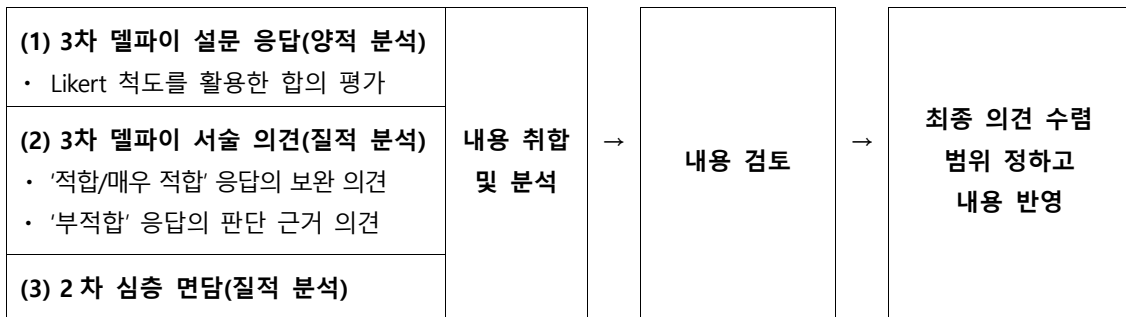 (1) 3차 델파이 설문 응답(양적 분석)
· Likert 척도를 활용한 합의 평가
(2) 3차 델파이 서술 의견(질적 분석)
· ‘적합/매우 적합’ 응답의 보완 의견
· ‘부적합’ 응답의 판단 근거 의견
(3) 2 차 심층 면담(질적 분석)
내용 취합
및 분석
→
내용 검토
→
최종 의견 수렴
범위 정하고
내용 반영